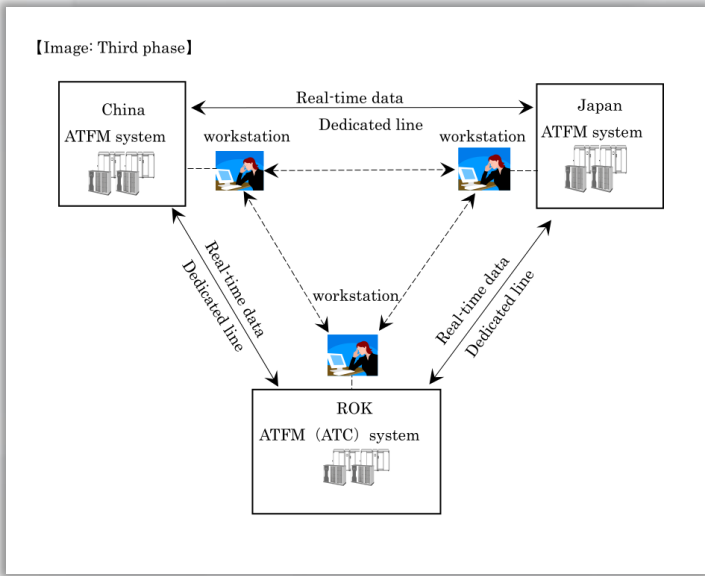 【Image: Third phase】
China
ATFM system
Real-time data
Dedicated line
Japan
ATFM system
workstation
workstation
Real-time data
Dedicated line
workstation
Real-time data
Dedicated line
ROK
ATFM（ATC）system